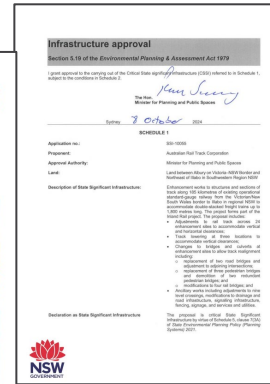 Infrastructure approval
Section 5.19 of the Environmental Planning & Assessment Act 1979
I grant approval to the carrying out of the Critical State significant Infrastructure (CSSI) referred to in Schedule 1,
subject to the conditions in Schedule 2.
The Hon.
Minister for Planning and Public Spaces
Sydney 8 October 2024
SCHEDULE 1
Application no.: SSI-10055
Proponent: Australian Rail Track Corporation
Approval Authority: Minister for Planning and Public Spaces
Land: Land between Albury on Victoria-NSW Border and
Northeast of Illabo in Southwestern Region NSW
Description of State Significant Infrastructure: Enhancement works to structures and sections of
track along 185 kilometres of existing operational
standard-gauge railway from the Victorian/New
South Wales border to Illabo in regional NSW to
accommodate double-stacked freight trains up to
1,800 metres long. The project forms part of the
Inland Rail project. The proposal includes:
• Adjustments to rail track across 24
enhancement sites to accommodate vertical
and horizontal clearances;
• Track lowering at three locations to
accommodate vertical clearances;
• Changes to bridge and culverts at
enhancement sites to allow track realignment
including:
o replacement of two road bridges and
adjustment to adjoining intersections;
o replacement of three pedestrian bridges
and demolition of two redundant
pedestrian bridges; and
o modifications to four rail bridges; and
• Ancillary works including adjustments to nine
level crossings, modifications to drainage and
road infrastructure, signalling infrastructure,
fencing, signage, and services and utilities.
Declaration as State Significant Infrastructure The proposal is critical State Significant
Infrastructure by virtue of Schedule 5, clause
of State Environmental Planning Policy (Planning
Systems) 2021.
NSW
GOVERNMENT